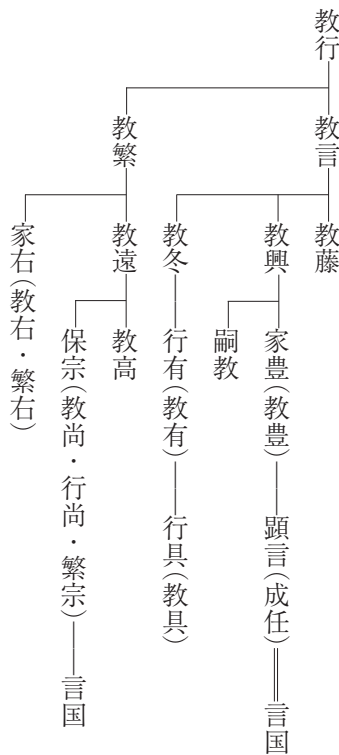 教行
教言
教藤
教興
家豊(教豊)
顕言(成任)
言国
嗣教
教冬
行有(教有)
行具(教具)
教繁
教遠
教高
保宗(教尚・行尚・繁宗)
言国
家右(教右・繁右)